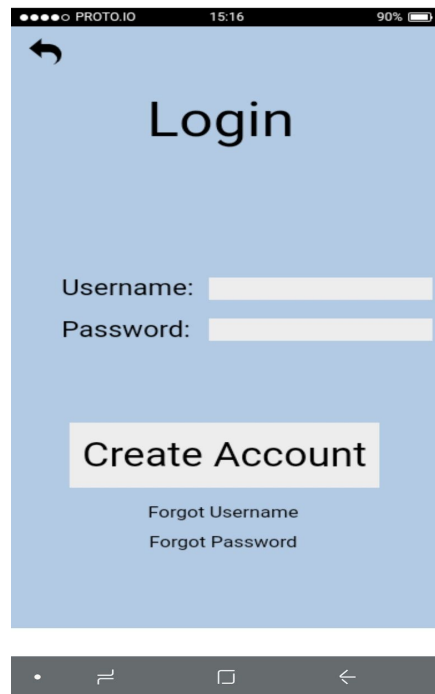 PROTO.IO 15:16 90%
Login
Username:
Password:
Create Account
Forgot Username
Forgot Password